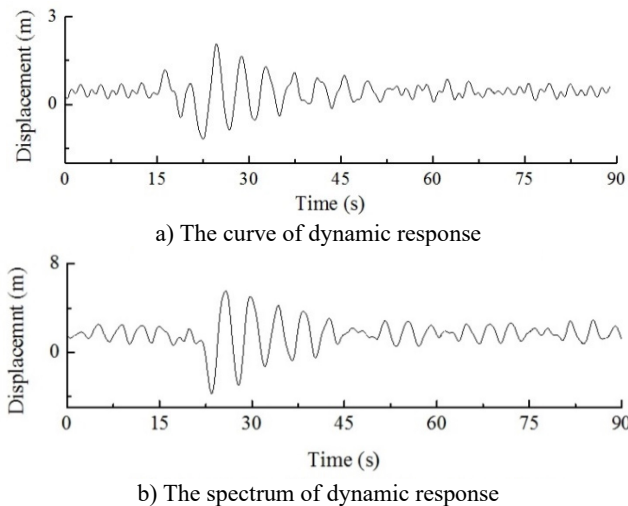 Displacement (m)
3
0
0 15 30 45 60 75 90
Time (s)
a) The curve of dynamic response
Displacemnt (m)
8
0
0 15 30 45 60 75 90
Time (s)
b) The spectrum of dynamic response